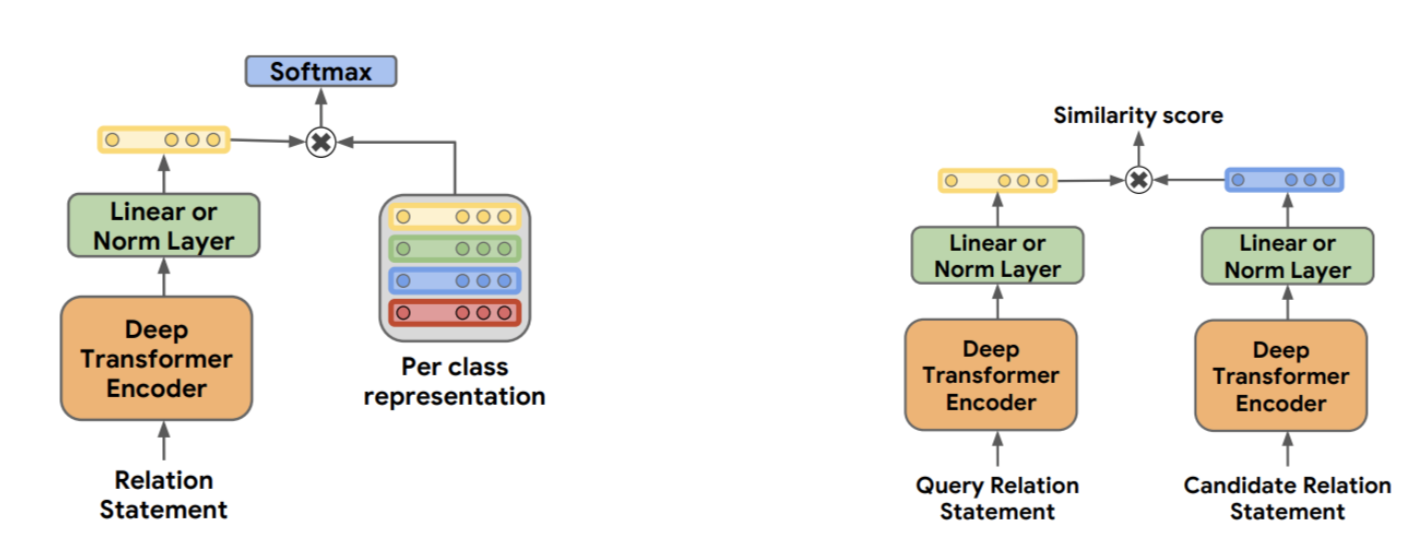 Softmax
Linear or
Norm Layer
Deep
Transformer
Encoder
Relation
Statement
Per class
representation
Similarity score
Linear or
Norm Layer
Deep
Transformer
Encoder
Query Relation
Statement
Linear or
Norm Layer
Deep
Transformer
Encoder
Candidate Relation
Statement